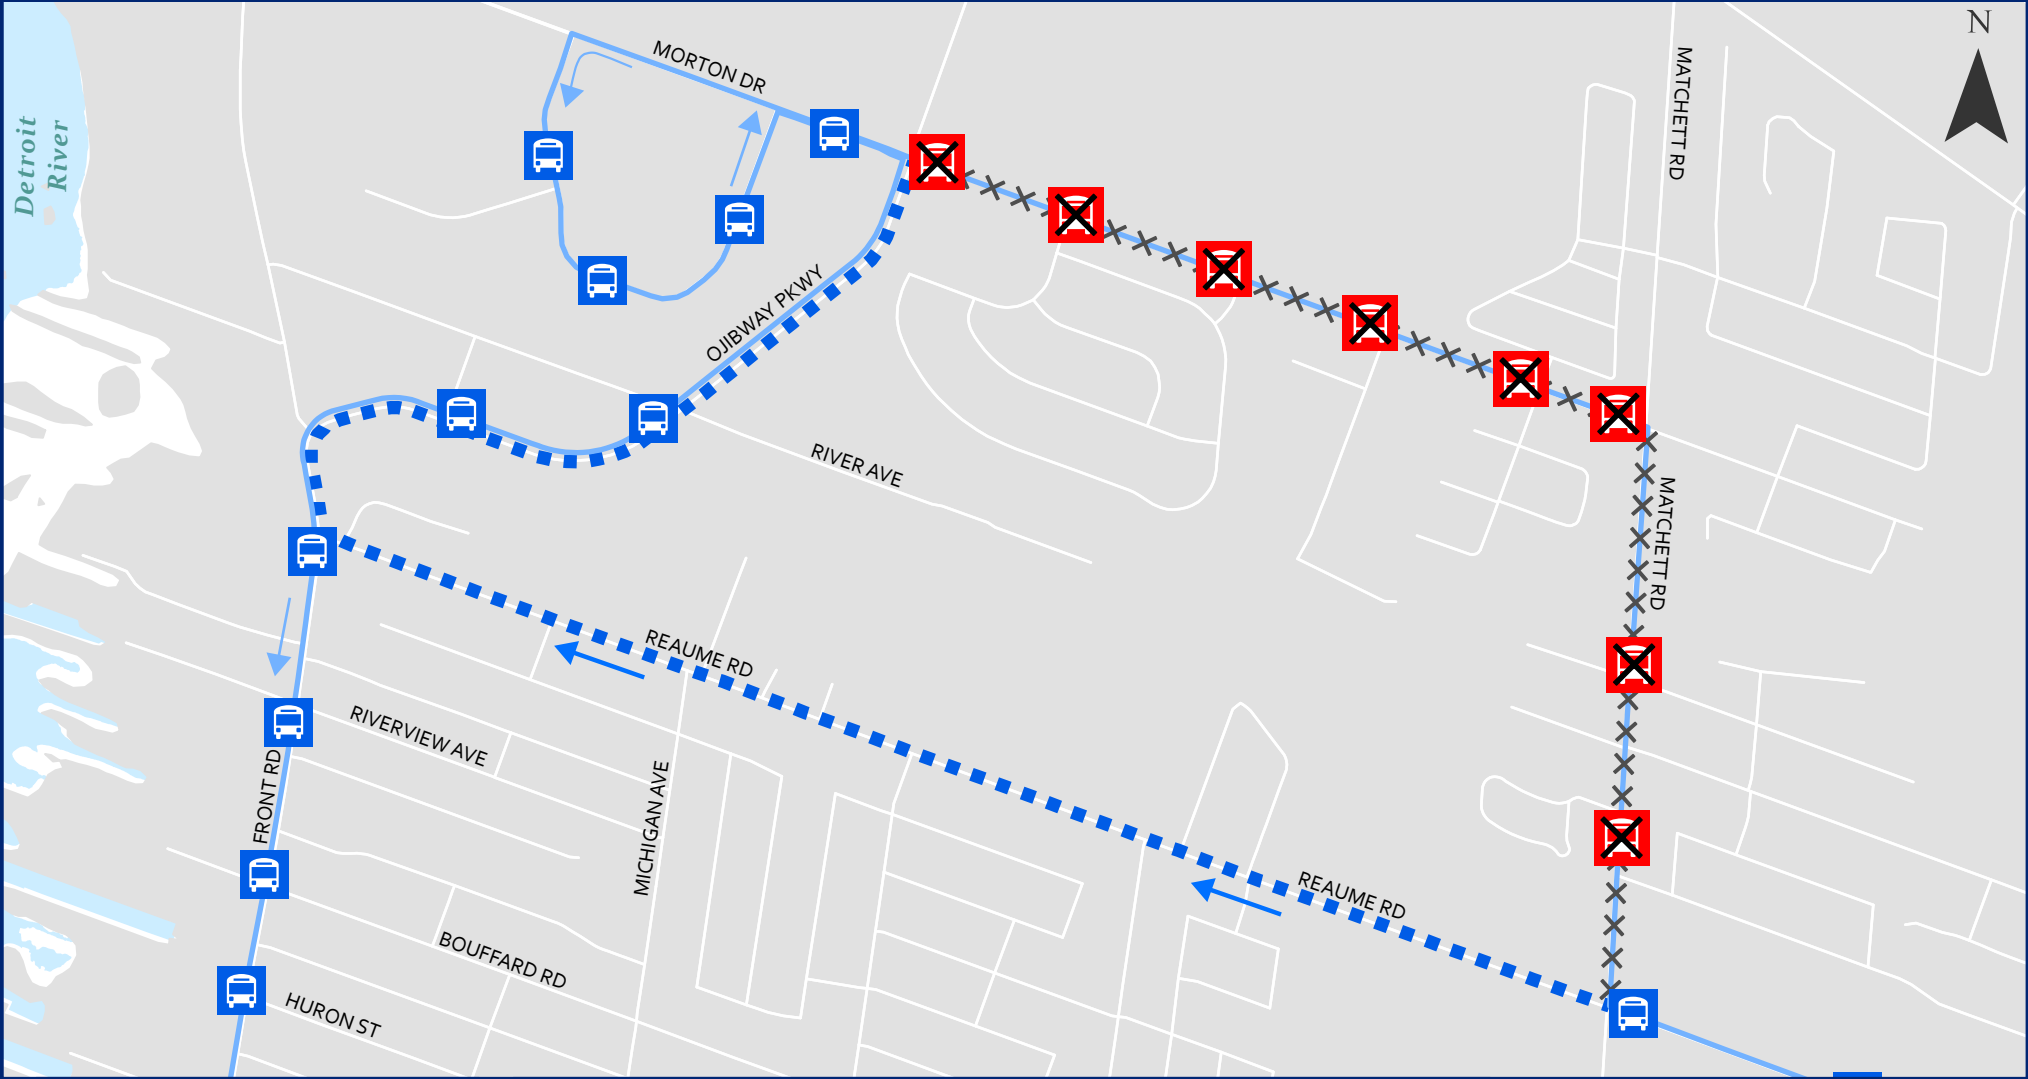 N
MORTON DR
MATCHETT RD
Detroit
River
OJIBWAY PKWY
RIVER AVE
MATCHETT RD
REAUME RD
RIVERVIEW AVE
FRONT RD
MICHIGAN AVE
REAUME RD
BOUFFARD RD
HURON ST